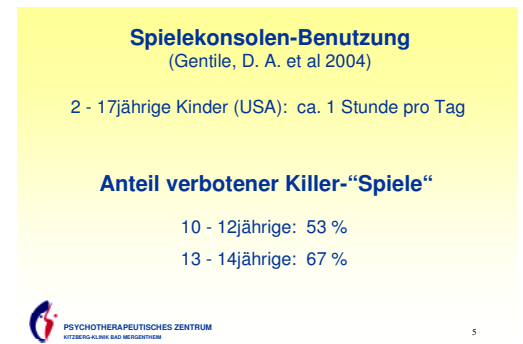 Spielekonsolen-Benutzung
(Gentile, D. A. et al 2004)
2 - 17jährige Kinder (USA): ca. 1 Stunde pro Tag
Anteil verbotener Killer-“Spiele“
10 - 12jährige: 53 %
13 - 14jährige: 67 %
PSYCHOTHERAPEUTISCHES ZENTRUM
KITZBERG-KLINIK BAD MERGENTHEIM
5